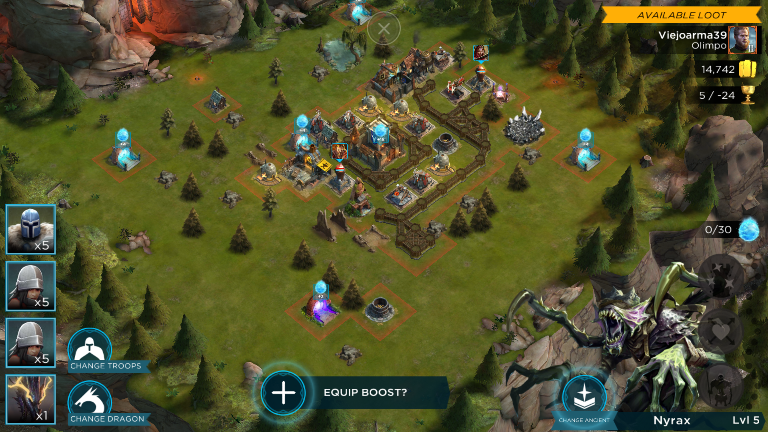 AVAILABLE LOOT
Viejoarma39
Olimpo
14,742
5 / -24
0/30
x5
x5
x5
x1
CHANGE TROOPS
CHANGE DRAGON
EQUIP BOOST?
CHANGE ANCIENT
Nyrax Lvl 5